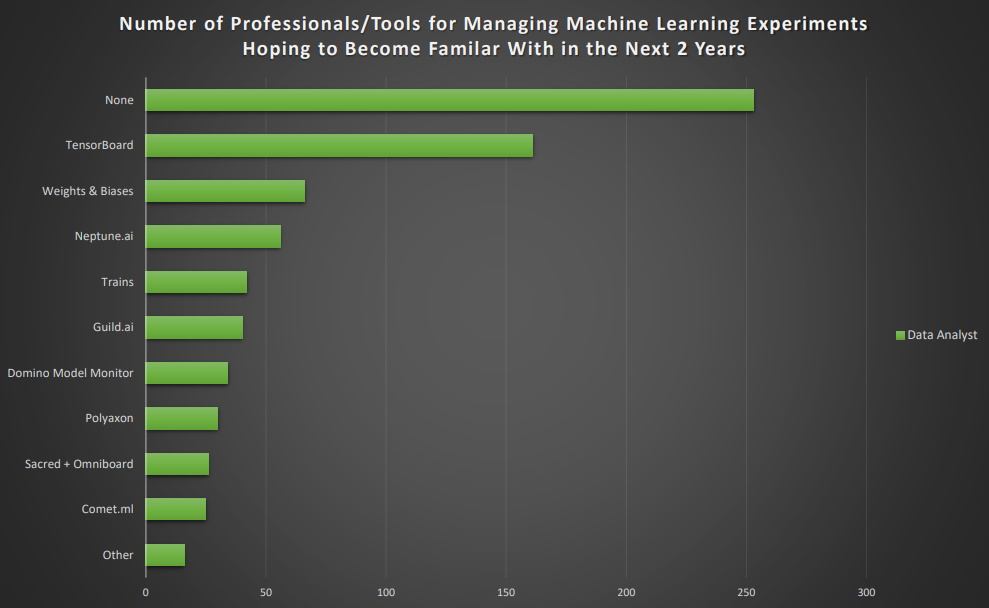 Number of Professionals/Tools for Managing Machine Learning Experiments
Hoping to Become Familar With in the Next 2 Years
None
TensorBoard
Weights & Biases
Neptune.ai
Trains
Guild.ai
Domino Model Monitor
Polyaxon
Sacred + Omniboard
Comet.ml
Other
0 50 100 150 200 250 300
Data Analyst